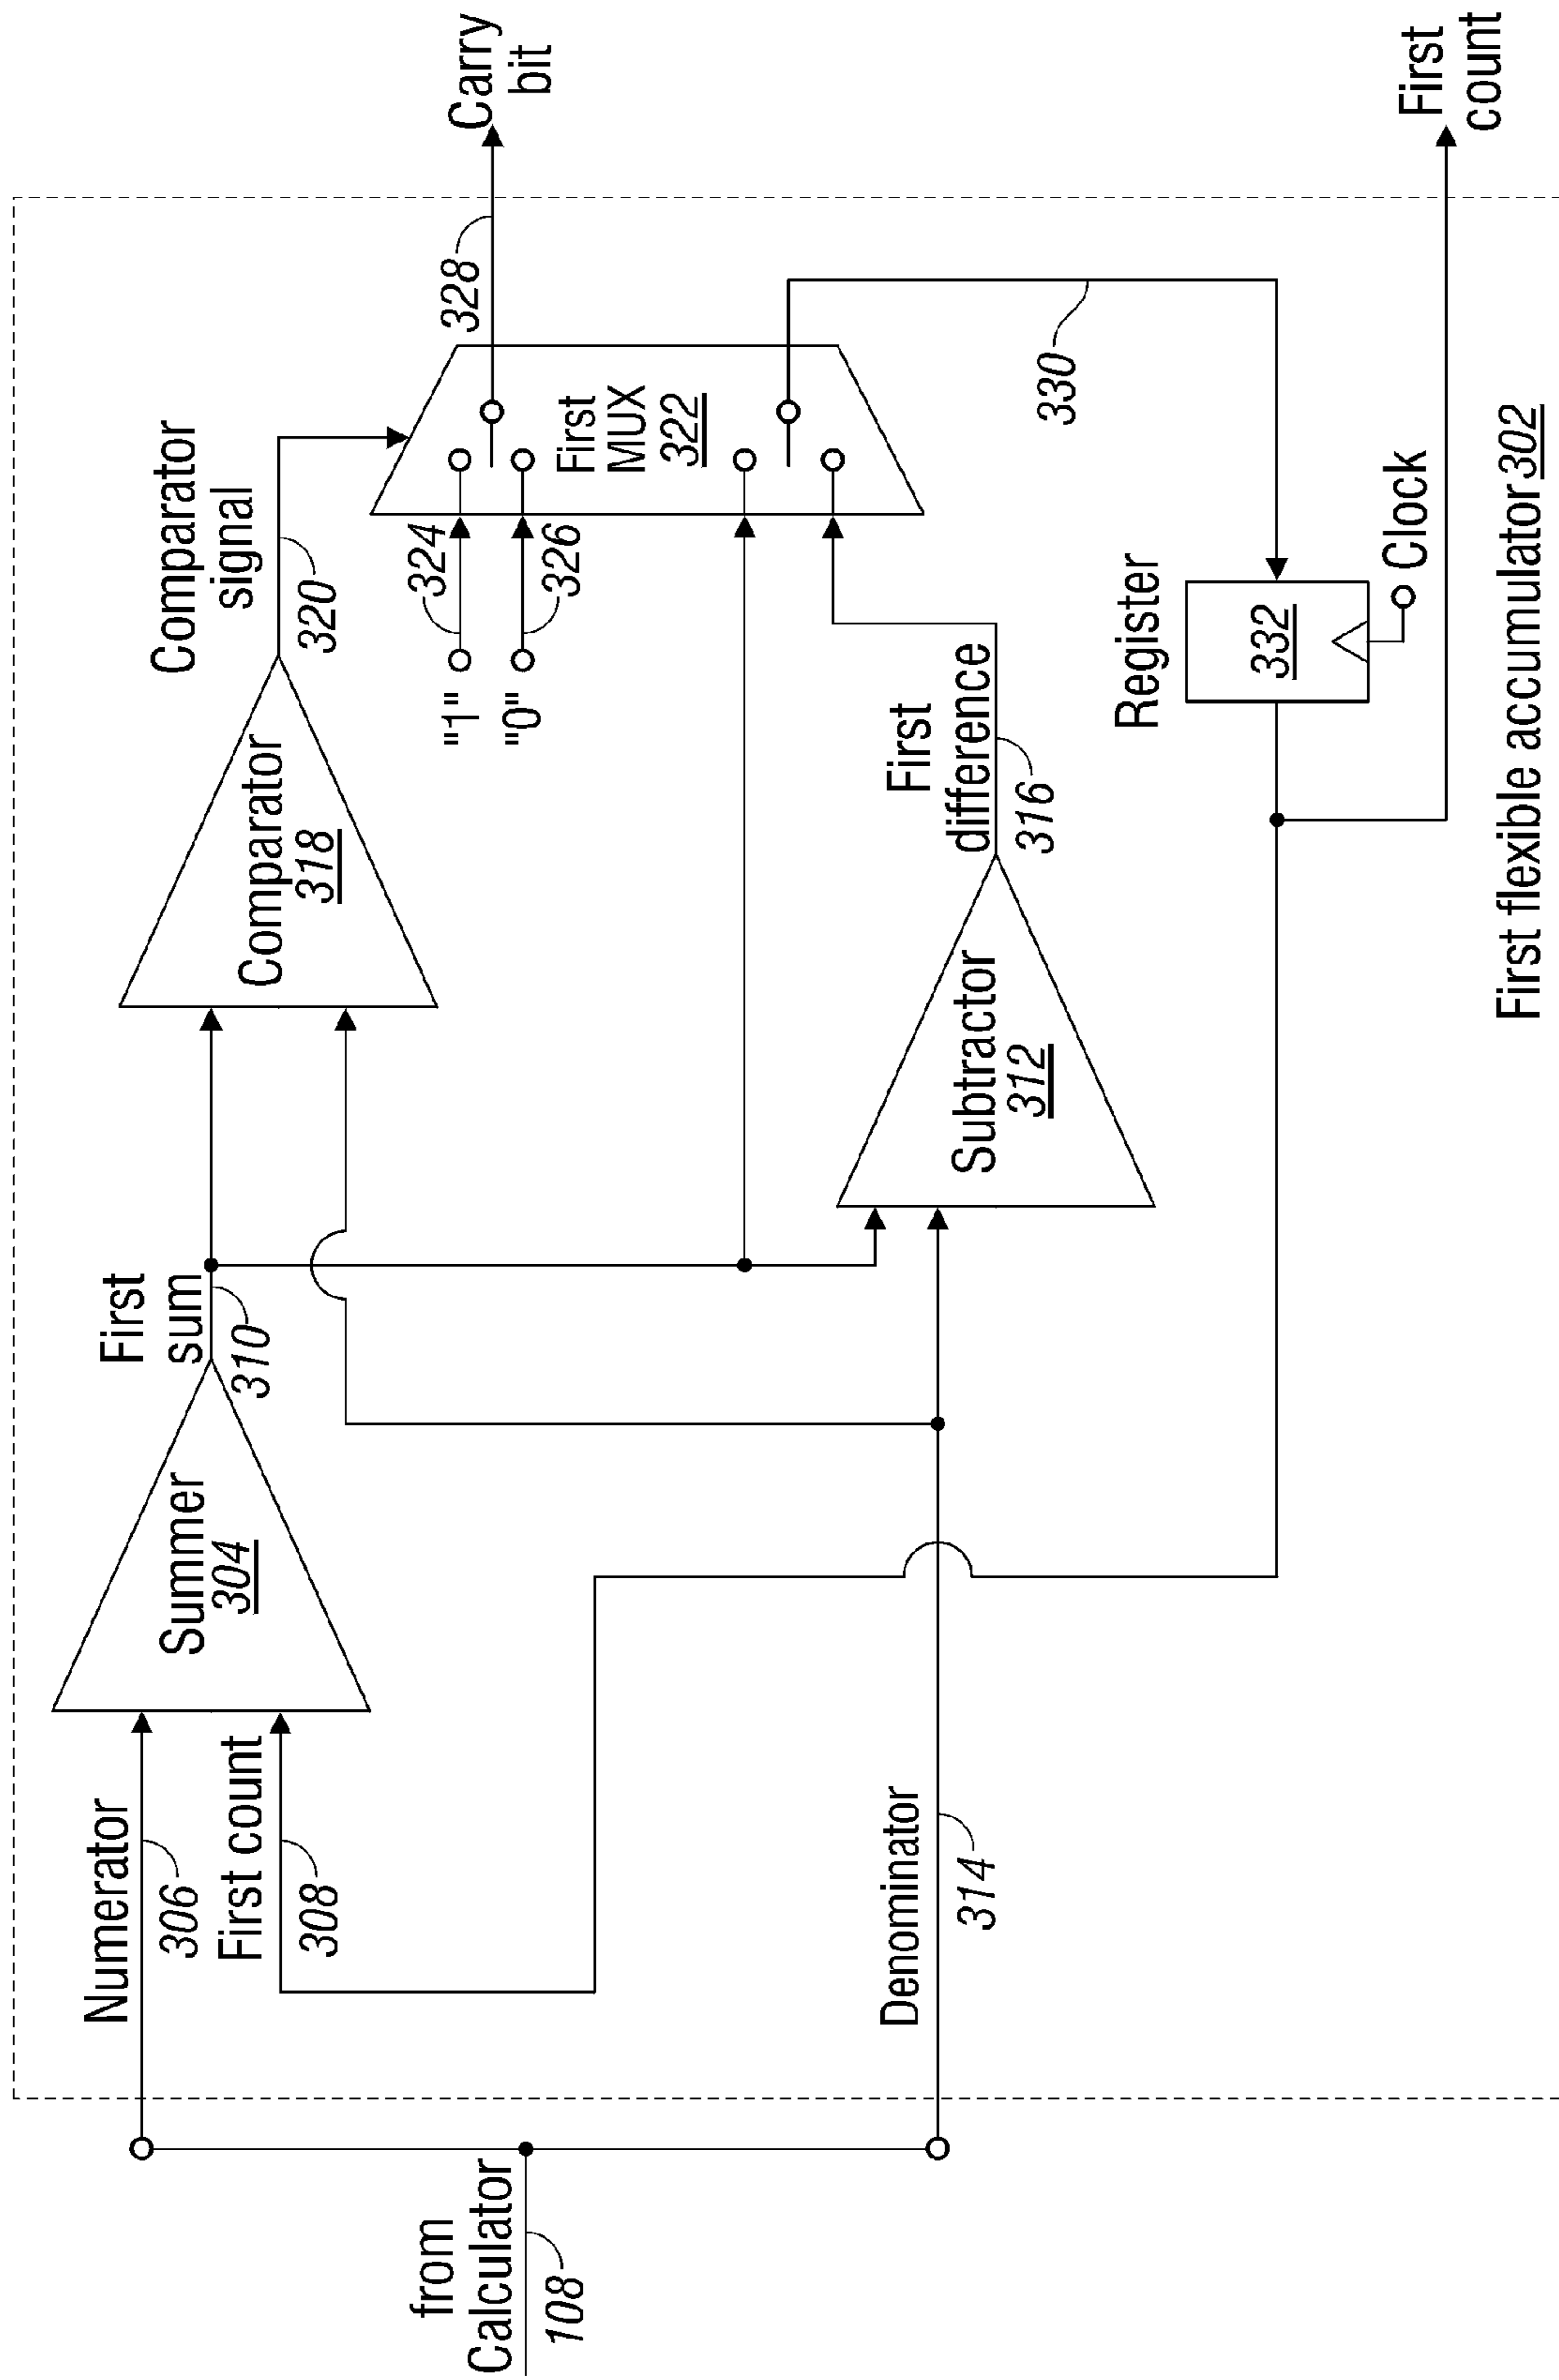 from
Calculator
108
Numerator
306
First count
308
Summer
304
First
sum
310
Denominator
314
Comparator
318
Comparator
signal
320
"1"
324
"0"
326
First
MUX
322
328
Carry
bit
Subtractor
312
First
difference
316
330
Register
332
Clock
First
count
First flexible accumulator 302